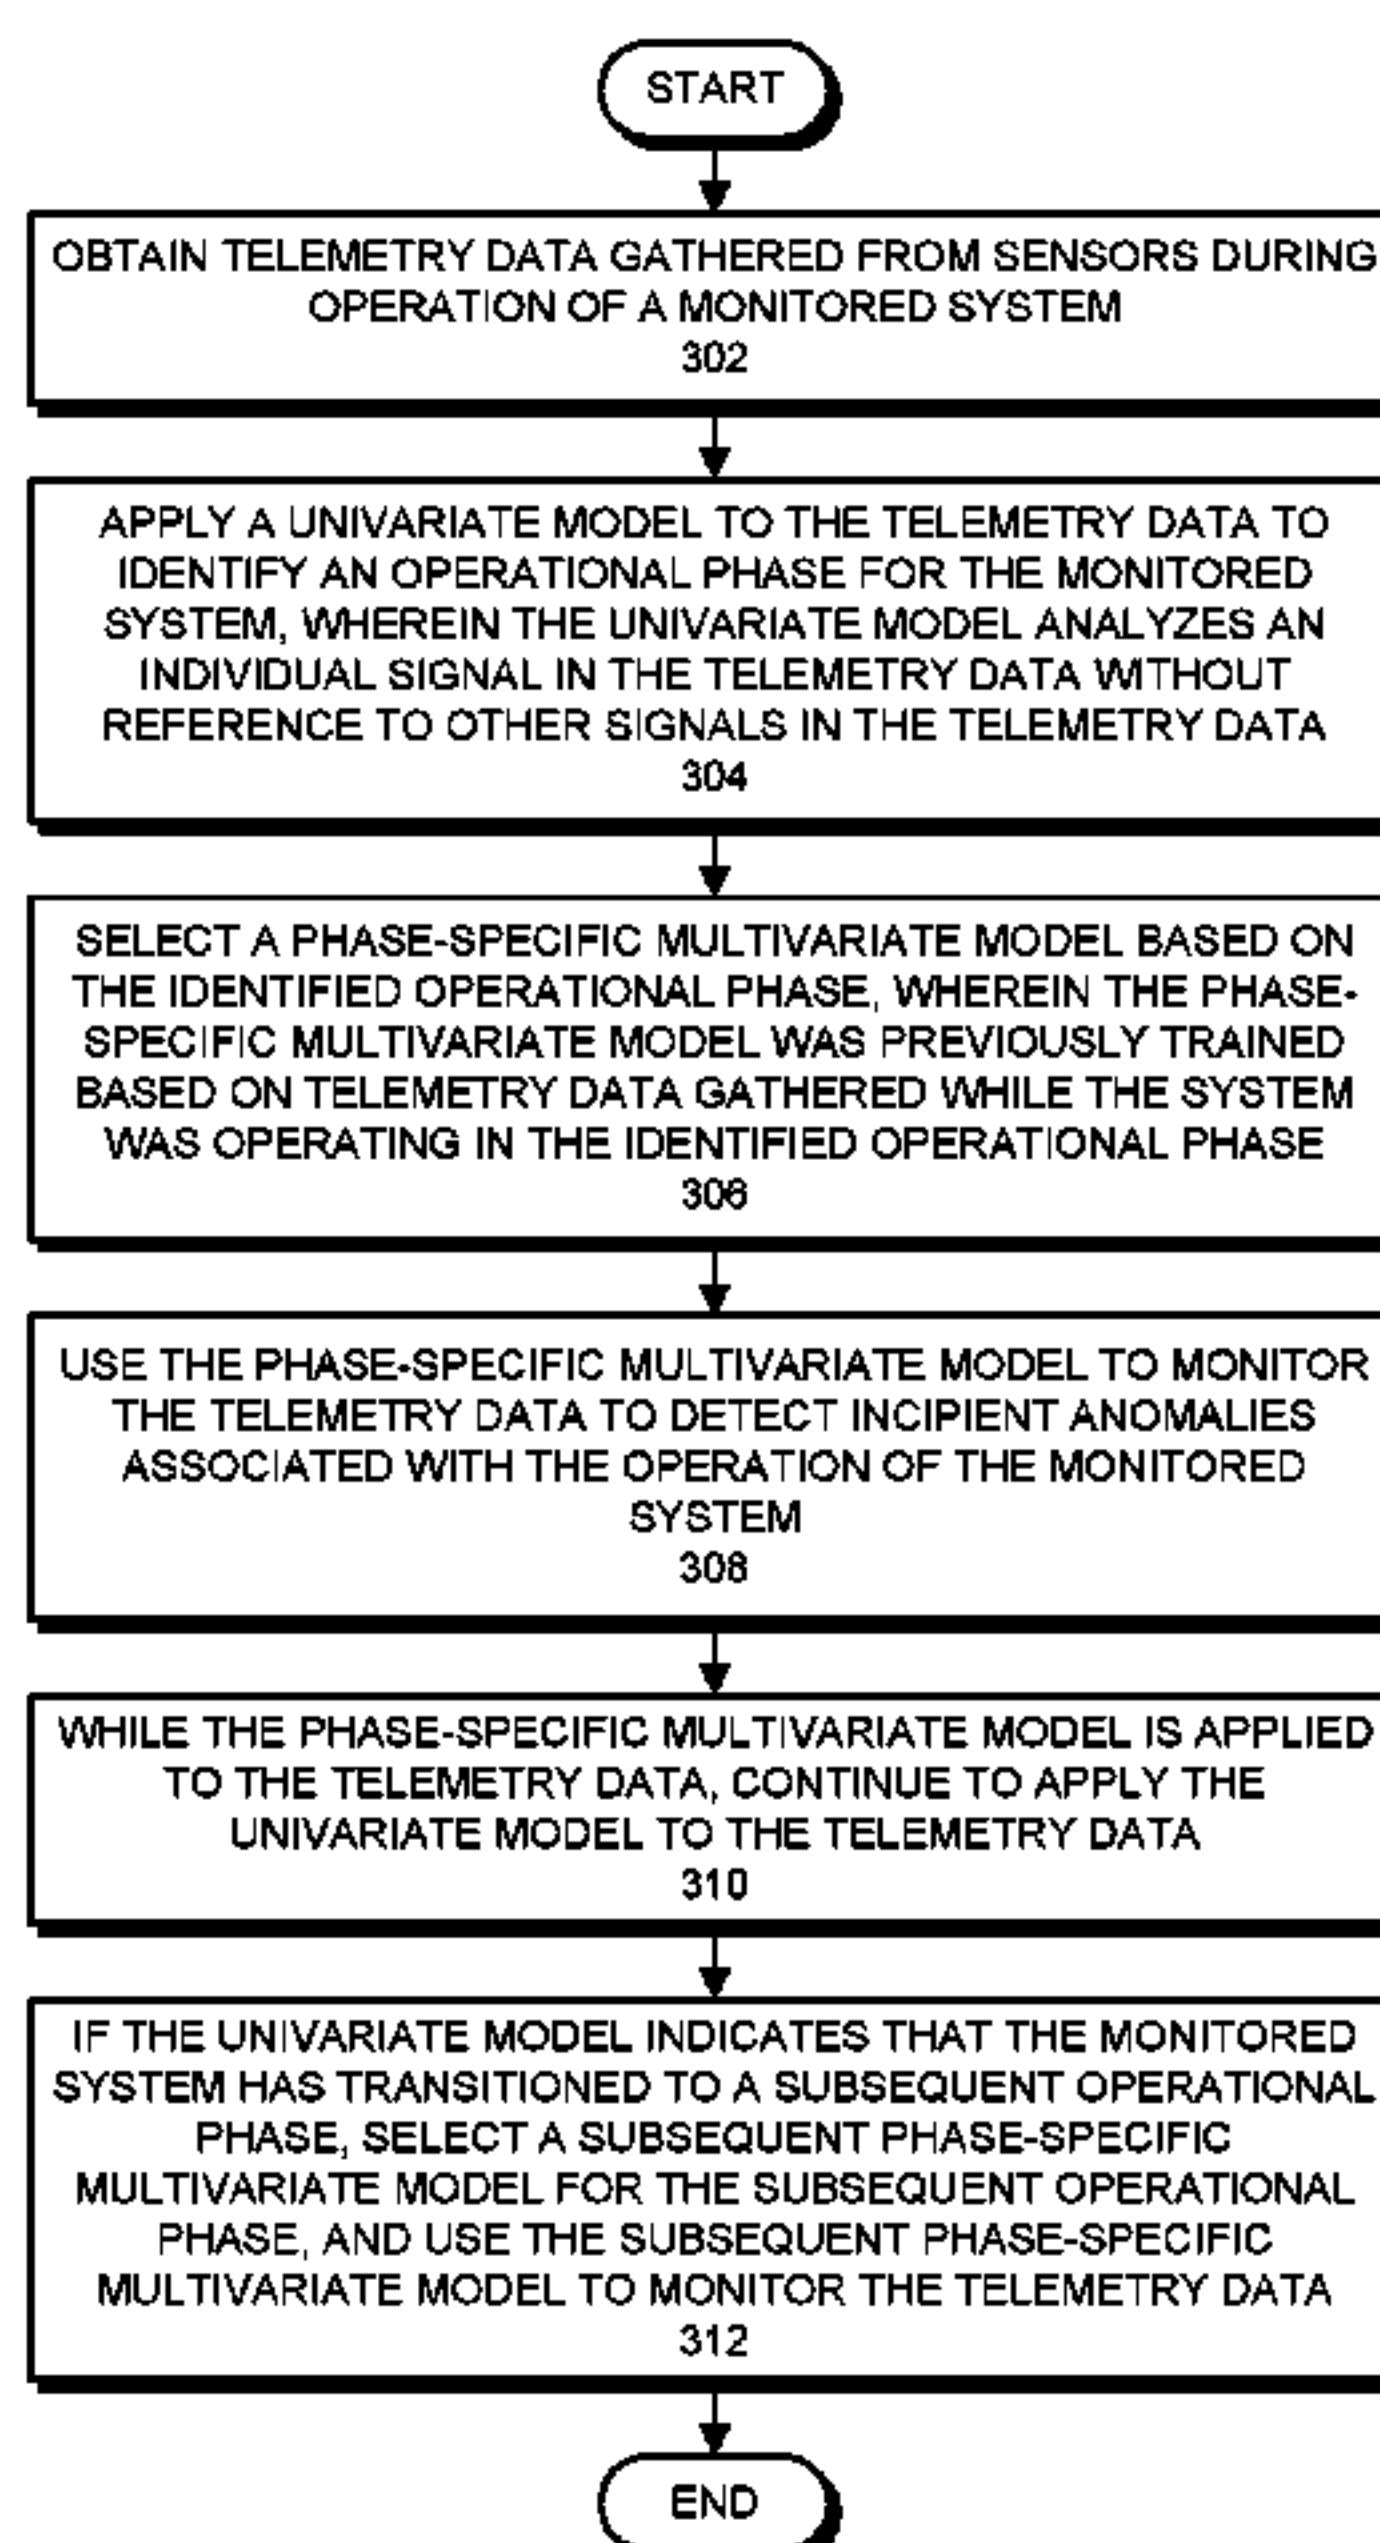 START
OBTAIN TELEMETRY DATA GATHERED FROM SENSORS DURING
OPERATION OF A MONITORED SYSTEM
302
APPLY A UNIVARIATE MODEL TO THE TELEMETRY DATA TO
IDENTIFY AN OPERATIONAL PHASE FOR THE MONITORED
SYSTEM, WHEREIN THE UNIVARIATE MODEL ANALYZES AN
INDIVIDUAL SIGNAL IN THE TELEMETRY DATA WITHOUT
REFERENCE TO OTHER SIGNALS IN THE TELEMETRY DATA
304
SELECT A PHASE-SPECIFIC MULTIVARIATE MODEL BASED ON
THE IDENTIFIED OPERATIONAL PHASE, WHEREIN THE PHASE-
SPECIFIC MULTIVARIATE MODEL WAS PREVIOUSLY TRAINED
BASED ON TELEMETRY DATA GATHERED WHILE THE SYSTEM
WAS OPERATING IN THE IDENTIFIED OPERATIONAL PHASE
306
USE THE PHASE-SPECIFIC MULTIVARIATE MODEL TO MONITOR
THE TELEMETRY DATA TO DETECT INCIPIENT ANOMALIES
ASSOCIATED WITH THE OPERATION OF THE MONITORED
SYSTEM
308
WHILE THE PHASE-SPECIFIC MULTIVARIATE MODEL IS APPLIED
TO THE TELEMETRY DATA, CONTINUE TO APPLY THE
UNIVARIATE MODEL TO THE TELEMETRY DATA
310
IF THE UNIVARIATE MODEL INDICATES THAT THE MONITORED
SYSTEM HAS TRANSITIONED TO A SUBSEQUENT OPERATIONAL
PHASE, SELECT A SUBSEQUENT PHASE-SPECIFIC
MULTIVARIATE MODEL FOR THE SUBSEQUENT OPERATIONAL
PHASE, AND USE THE SUBSEQUENT PHASE-SPECIFIC
MULTIVARIATE MODEL TO MONITOR THE TELEMETRY DATA
312
END